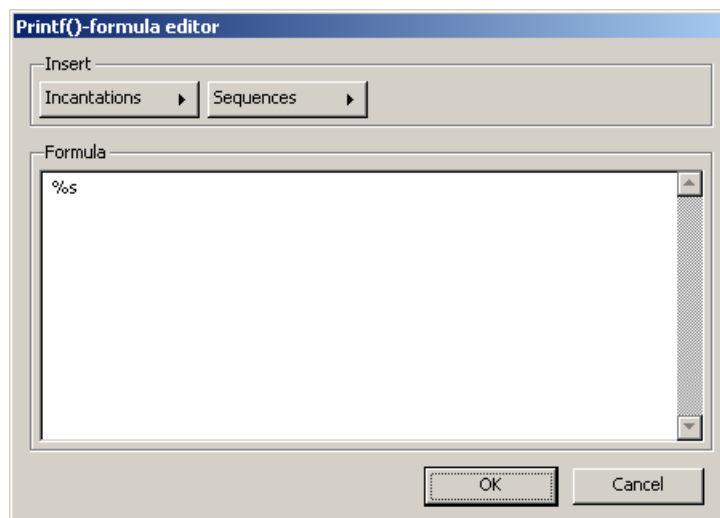 Printf()-formula editor
Insert
Incantations
Sequences
Formula
%s
OK
Cancel